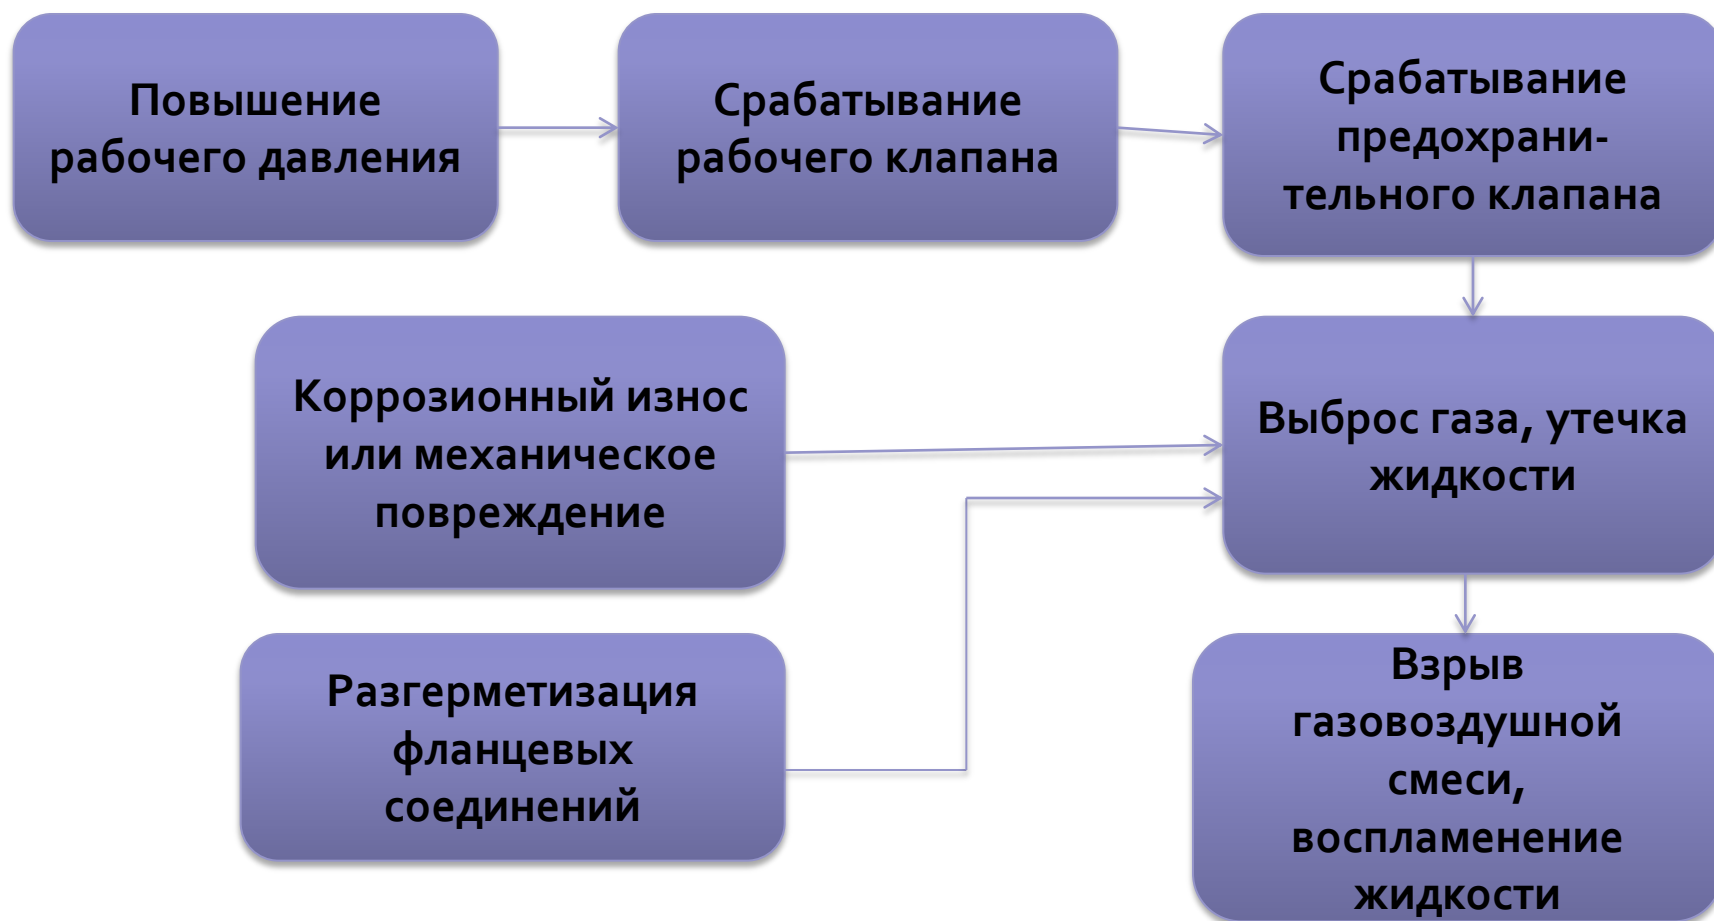 Повышение
рабочего давления
Срабатывание
рабочего клапана
Срабатывание
предохрани-
тельного клапана
Коррозионный износ
или механическое
повреждение
Выброс газа, утечка
жидкости
Разгерметизация
фланцевых
соединений
Взрыв
газовоздушной
смеси,
воспламенение
жидкости